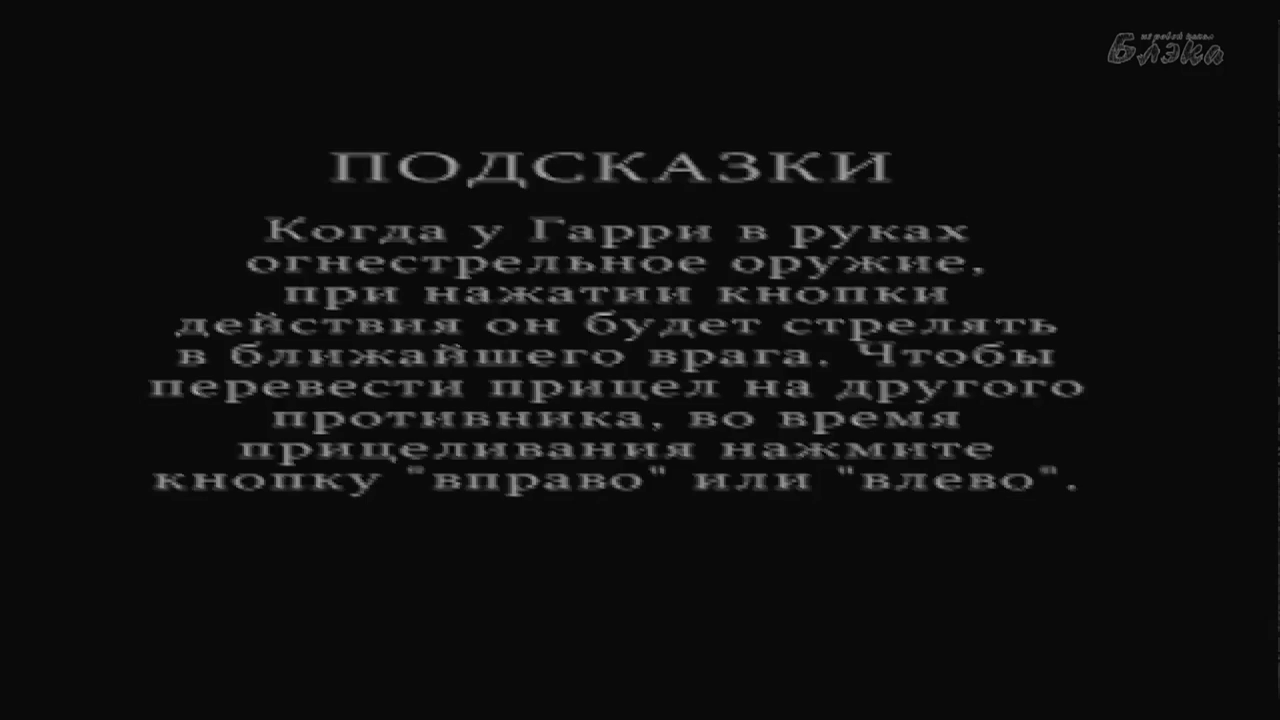 Блэка
ПОДСКАЗКИ
Когда у Гарри в руках
огнестрельное оружие,
при нажатии кнопки
действия он будет стрелять
в ближайшего врага. Чтобы
перевести прицел на другого
противника, во время
прицеливания нажмите
кнопку "вправо" или "влево".